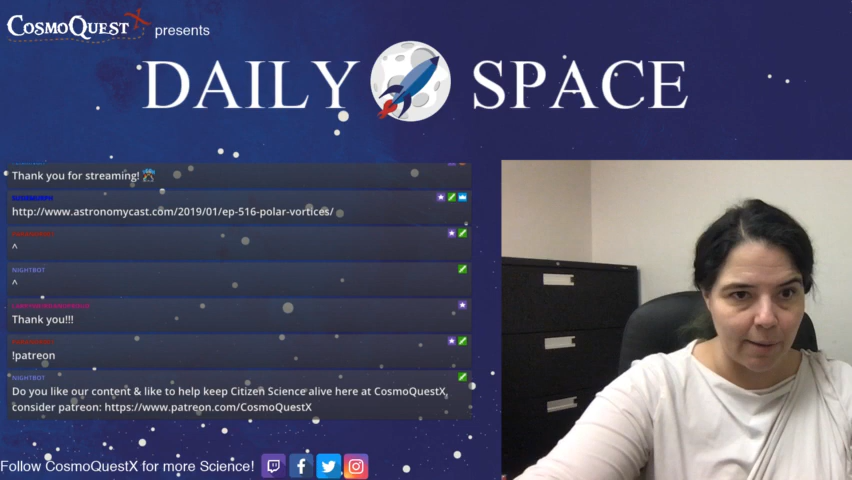 COSMOQUEST X presents
DAILY SPACE
Thank you for streaming!
http://www.astronomycast.com/2019/01/ep-516-polar-vortices/
^
NIGHTBOT
^
Thank you!!!
!patreon
NIGHTBOT
Do you like our content & like to help keep Citizen Science alive here at CosmoQuestX,
consider patreon: https://www.patreon.com/CosmoQuestX
Follow CosmoQuestX for more Science!